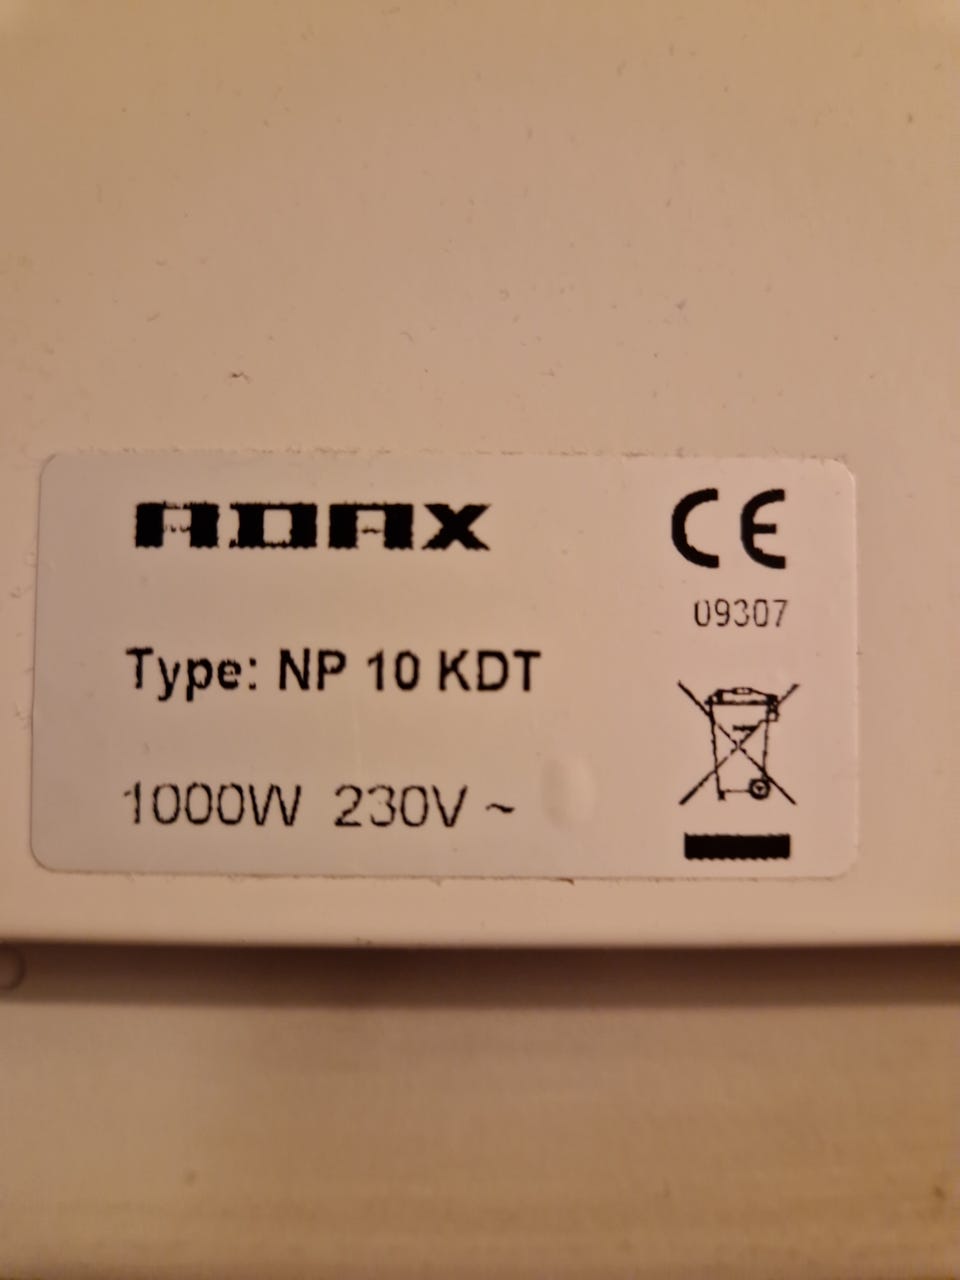 ADAX
CE
09307
Type: NP 10 KDT
1000W 230V ~